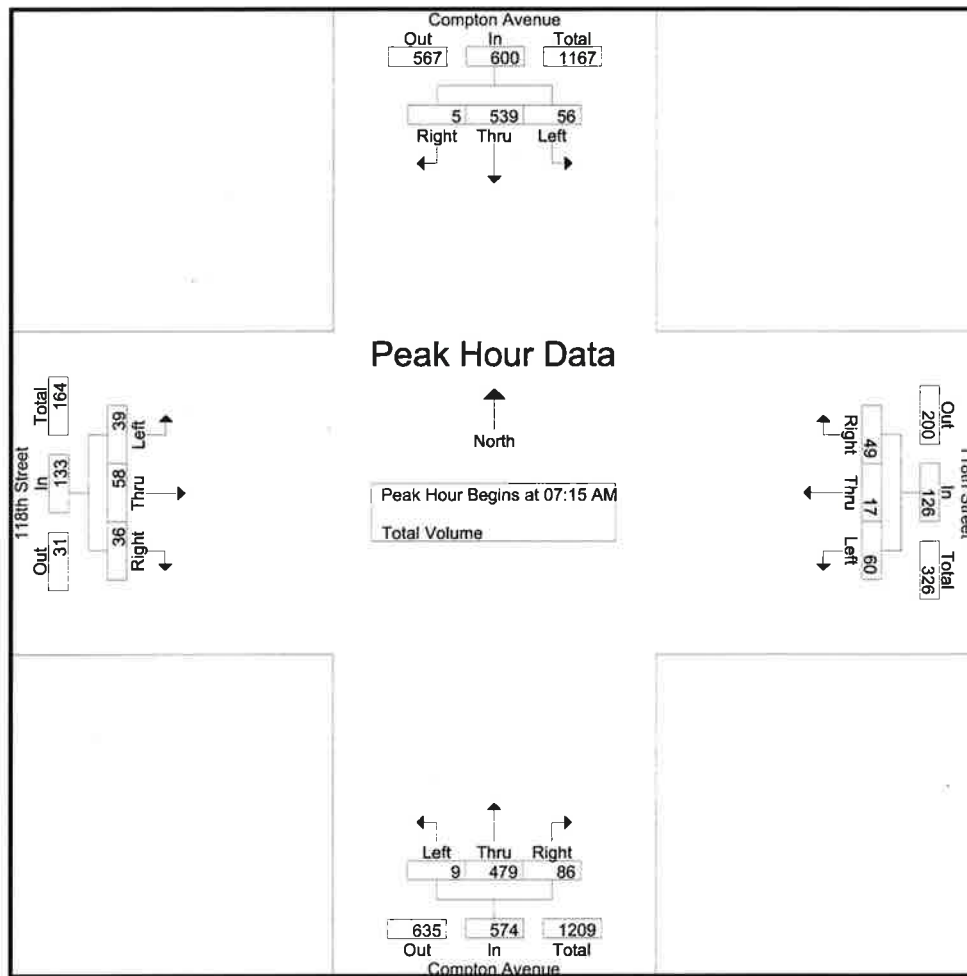 Compton Avenue
Out In Total
567 600 1167
5 539 56
Right Thru Left
Peak Hour Data
North
Peak Hour Begins at 07:15 AM
Total Volume
118th Street
Total In Out
164 133 31
39 58 36
Left Thru Right
Right Thru Left
49 17 60
Out In Total
200 126 326
118th Street
Left Thru Right
9 479 86
635 574 1209
Out In Total
Compton Avenue